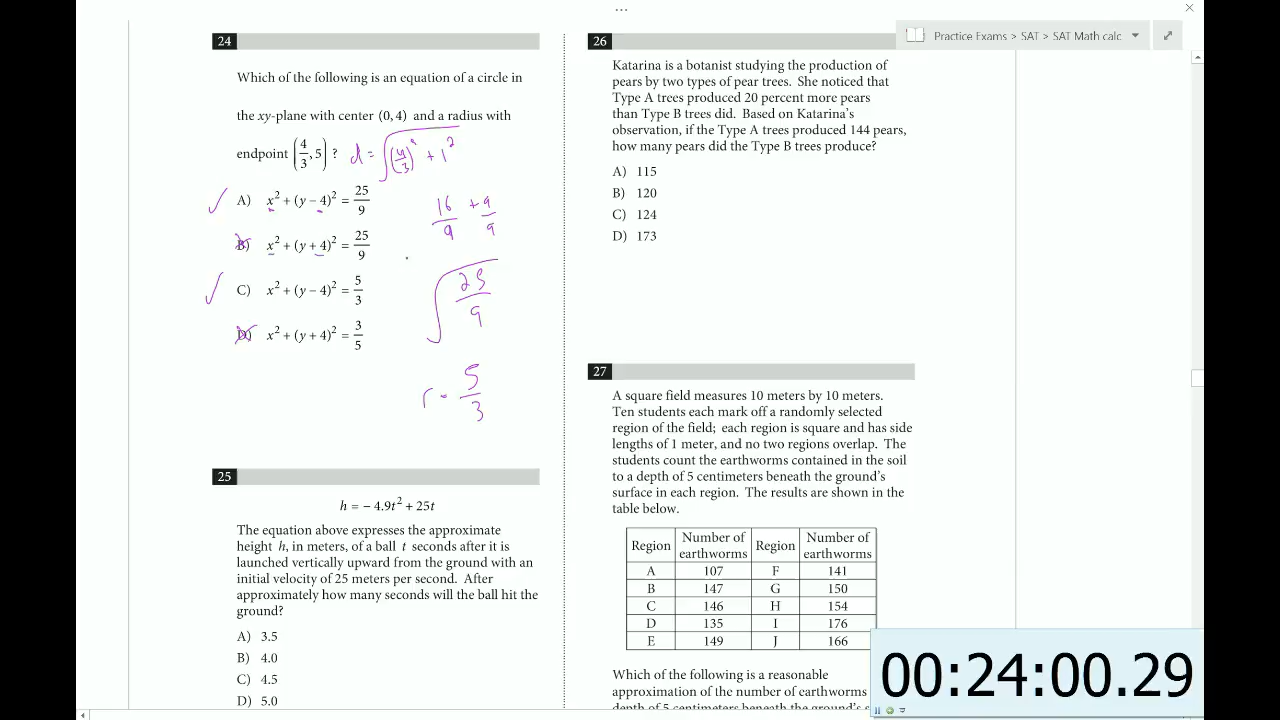 Practice Exams > SAT > SAT Math calc
24
Which of the following is an equation of a circle in
the xy-plane with center (0, 4) and a radius with
endpoint (4/3, 5) ?
d = √((4/3)² + 1²
A) x² + (y − 4)² = 25/9
B) x² + (y + 4)² = 25/9
C) x² + (y − 4)² = 5/3
D) x² + (y + 4)² = 3/5
16/9 + 9/9
√(25/9)
r = 5/3
25
h = − 4.9t² + 25t
The equation above expresses the approximate
height h, in meters, of a ball t seconds after it is
launched vertically upward from the ground with an
initial velocity of 25 meters per second. After
approximately how many seconds will the ball hit the
ground?
A) 3.5
B) 4.0
C) 4.5
D) 5.0
26
Katarina is a botanist studying the production of
pears by two types of pear trees. She noticed that
Type A trees produced 20 percent more pears
than Type B trees did. Based on Katarina's
observation, if the Type A trees produced 144 pears,
how many pears did the Type B trees produce?
A) 115
B) 120
C) 124
D) 173
27
A square field measures 10 meters by 10 meters.
Ten students each mark off a randomly selected
region of the field; each region is square and has side
lengths of 1 meter, and no two regions overlap. The
students count the earthworms contained in the soil
to a depth of 5 centimeters beneath the ground's
surface in each region. The results are shown in the
table below.
Region Number of earthworms Region Number of earthworms
A 107 F 141
B 147 G 150
C 146 H 154
D 135 I 176
E 149 J 166
Which of the following is a reasonable
approximation of the number of earthworms
depth of 5 centimeters beneath the ground's
00:24:00.29